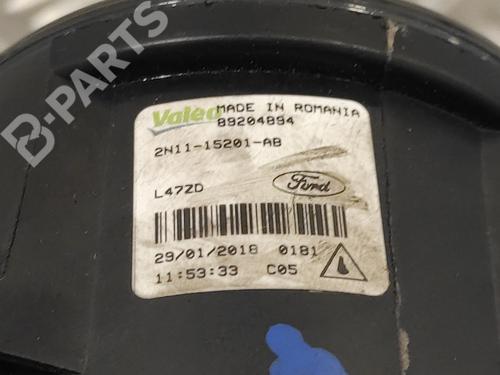 B-PARTS
Valeo MADE IN ROMANIA
89204894
2N11-15201-AB
L47ZD Ford
29/01/2018 0181
11:53:33 C05